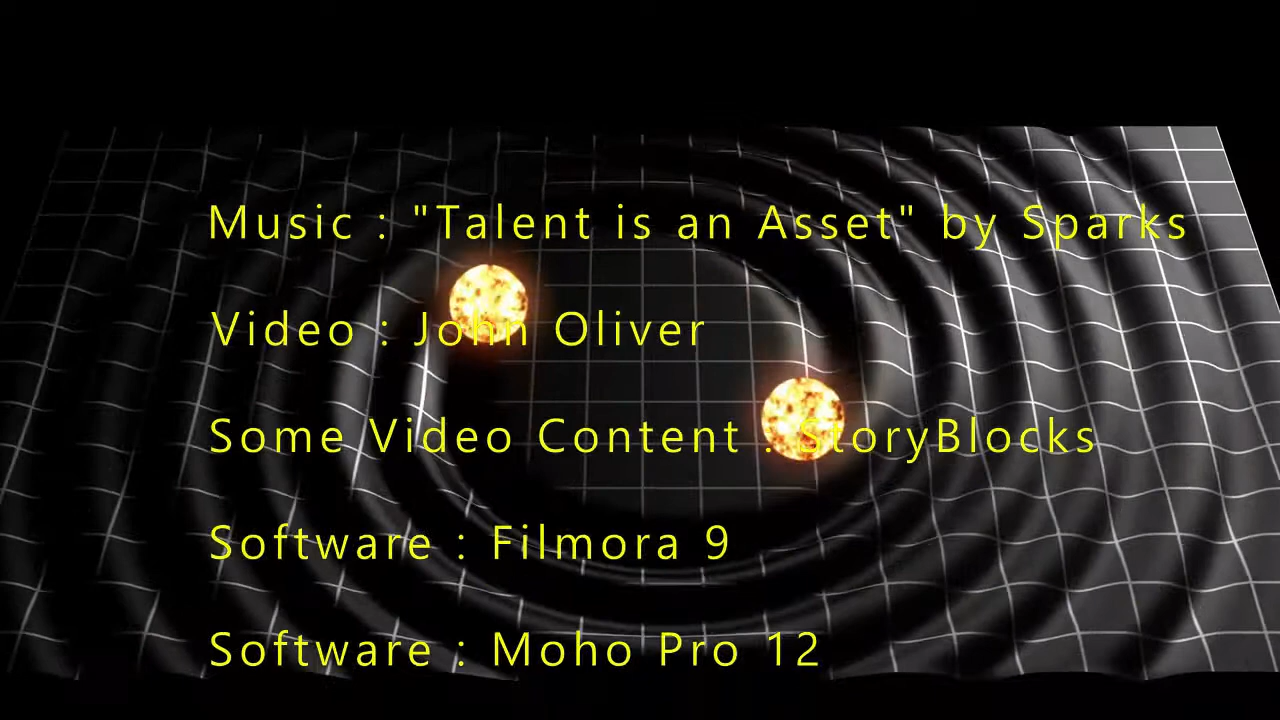 Music : "Talent is an Asset" by Sparks
Video : John Oliver
Some Video Content : StoryBlocks
Software : Filmora 9
Software : Moho Pro 12